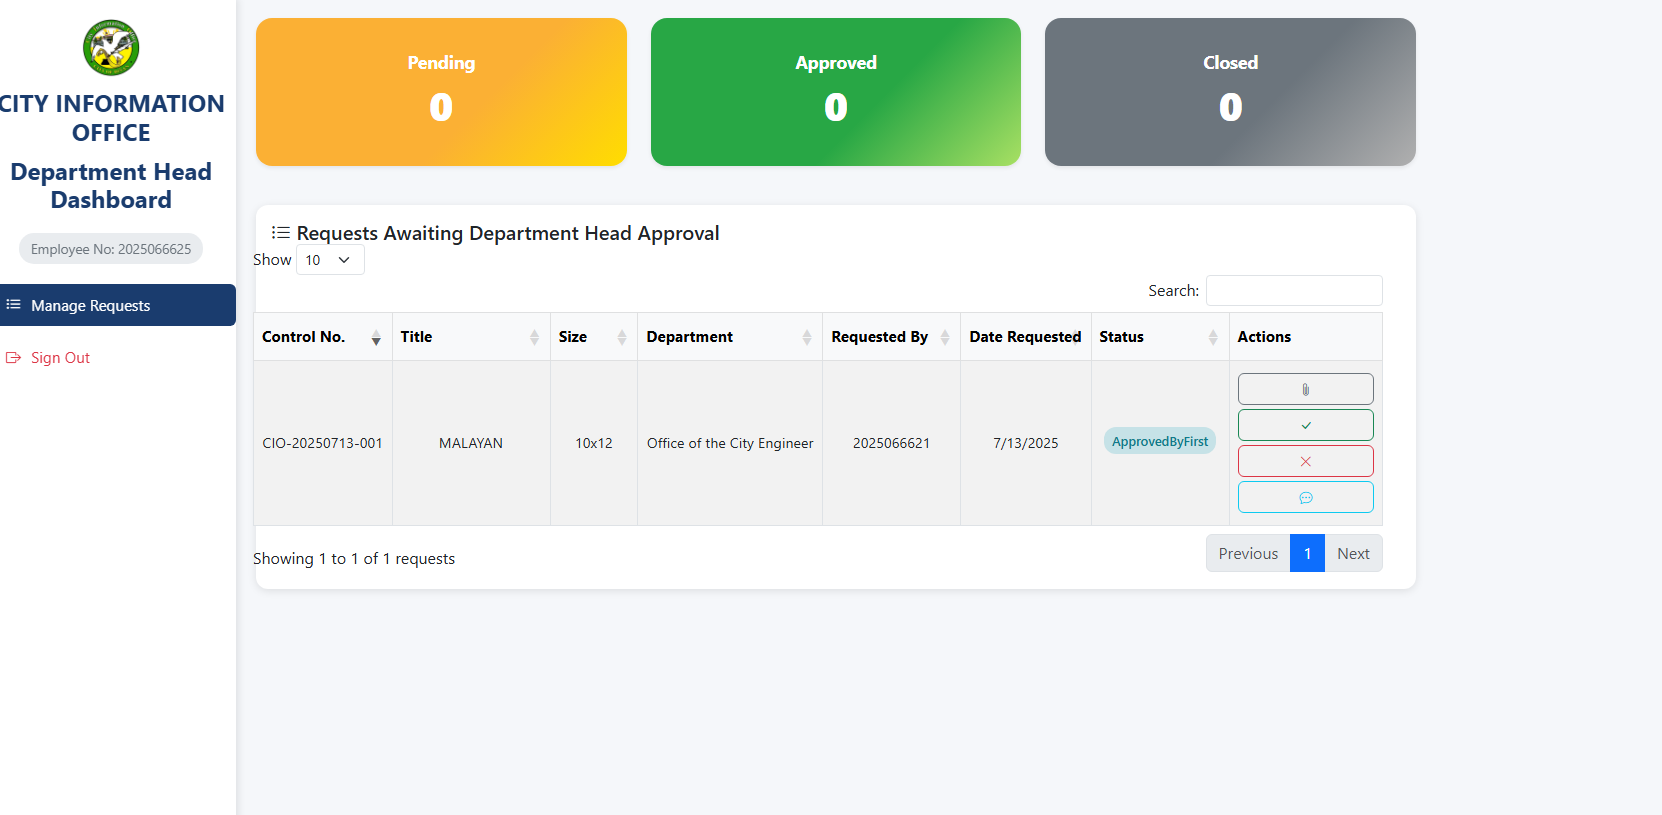 CITY INFORMATION
OFFICE
Department Head
Dashboard
Employee No: 2025066625
Manage Requests
Sign Out
Pending
0
Approved
0
Closed
0
Requests Awaiting Department Head Approval
Show 10
Search:
Control No. Title Size Department Requested By Date Requested Status Actions
CIO-20250713-001 MALAYAN 10x12 Office of the City Engineer 2025066621 7/13/2025 ApprovedByFirst
Showing 1 to 1 of 1 requests
Previous 1 Next